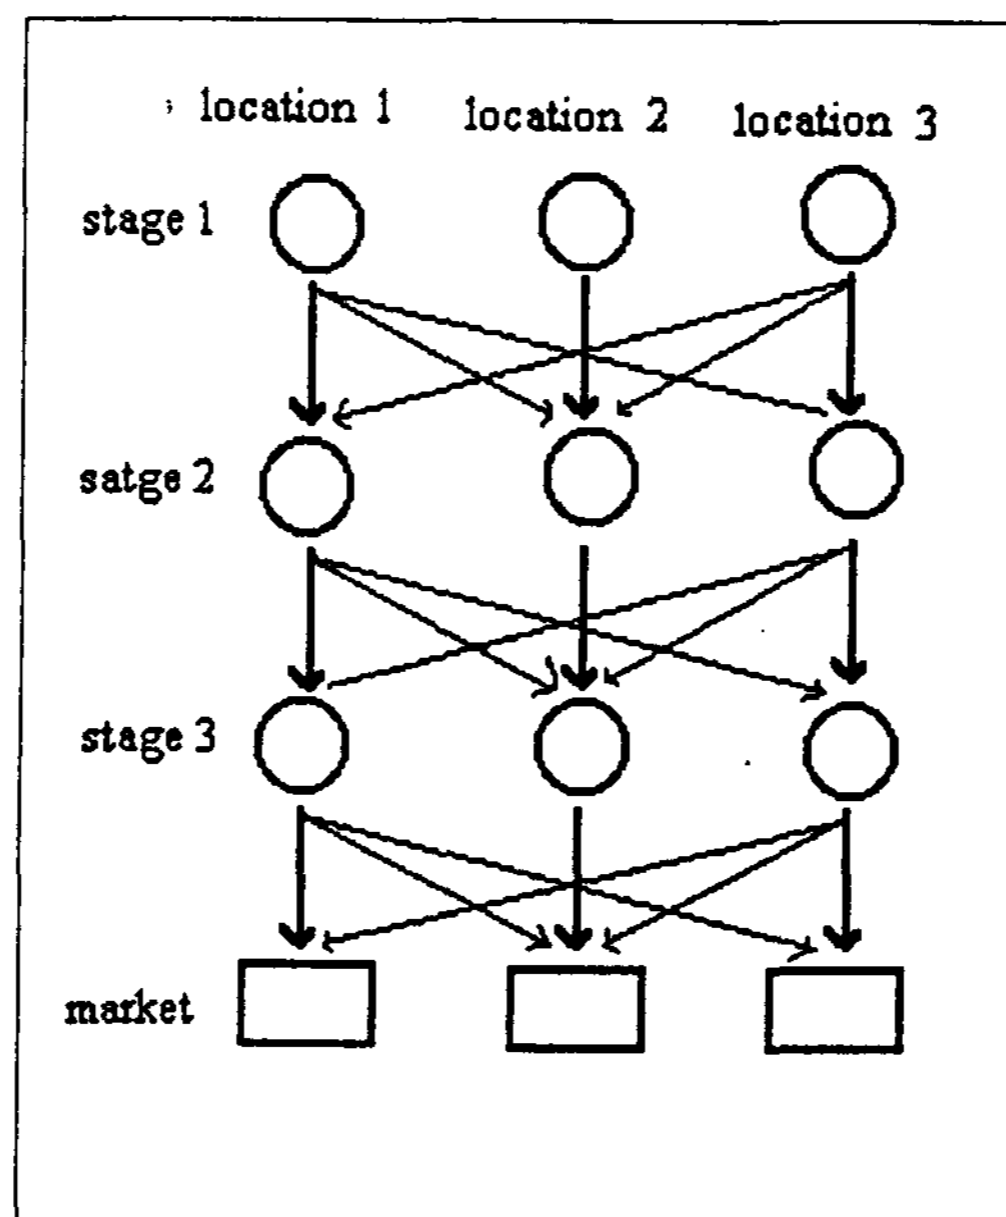 location 1 location 2 location 3
stage 1
satge 2
stage 3
market